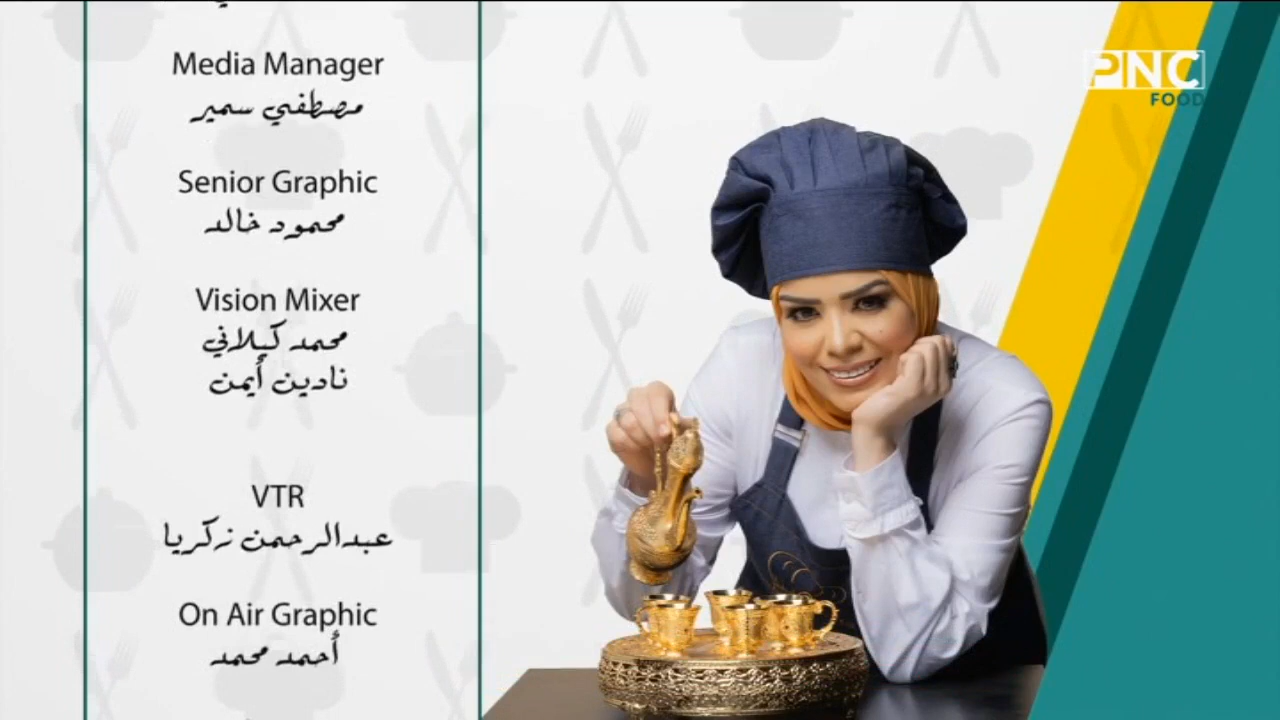 Media Manager
مصطفي سمير
Senior Graphic
محمود خالد
Vision Mixer
محمد كيلاني
نادين أيمن
VTR
عبدالرحمن زكريا
On Air Graphic
أحمد محمد
PNC
FOOD